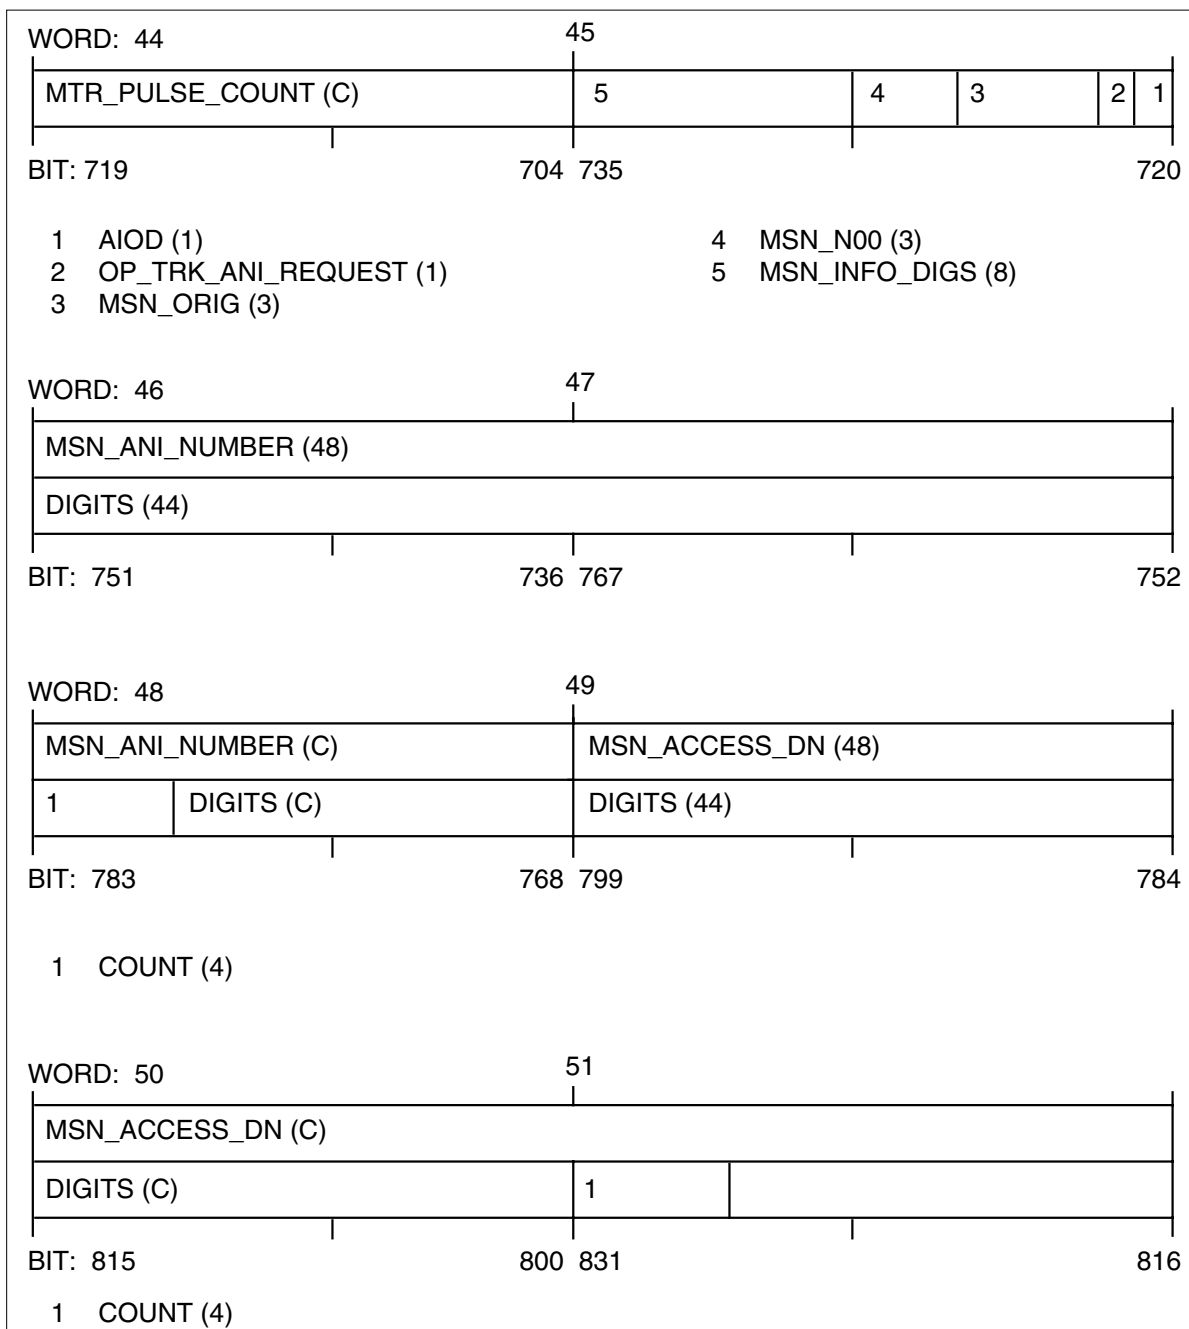 WORD: 44 45
MTR_PULSE_COUNT (C) 5 4 3 2 1
BIT: 719 704 735 720
1 AIOD (1) 4 MSN_N00 (3)
2 OP_TRK_ANI_REQUEST (1) 5 MSN_INFO_DIGS (8)
3 MSN_ORIG (3)
WORD: 46 47
MSN_ANI_NUMBER (48)
DIGITS (44)
BIT: 751 736 767 752
WORD: 48 49
MSN_ANI_NUMBER (C) MSN_ACCESS_DN (48)
1 DIGITS (C) DIGITS (44)
BIT: 783 768 799 784
1 COUNT (4)
WORD: 50 51
MSN_ACCESS_DN (C)
DIGITS (C) 1
BIT: 815 800 831 816
1 COUNT (4)